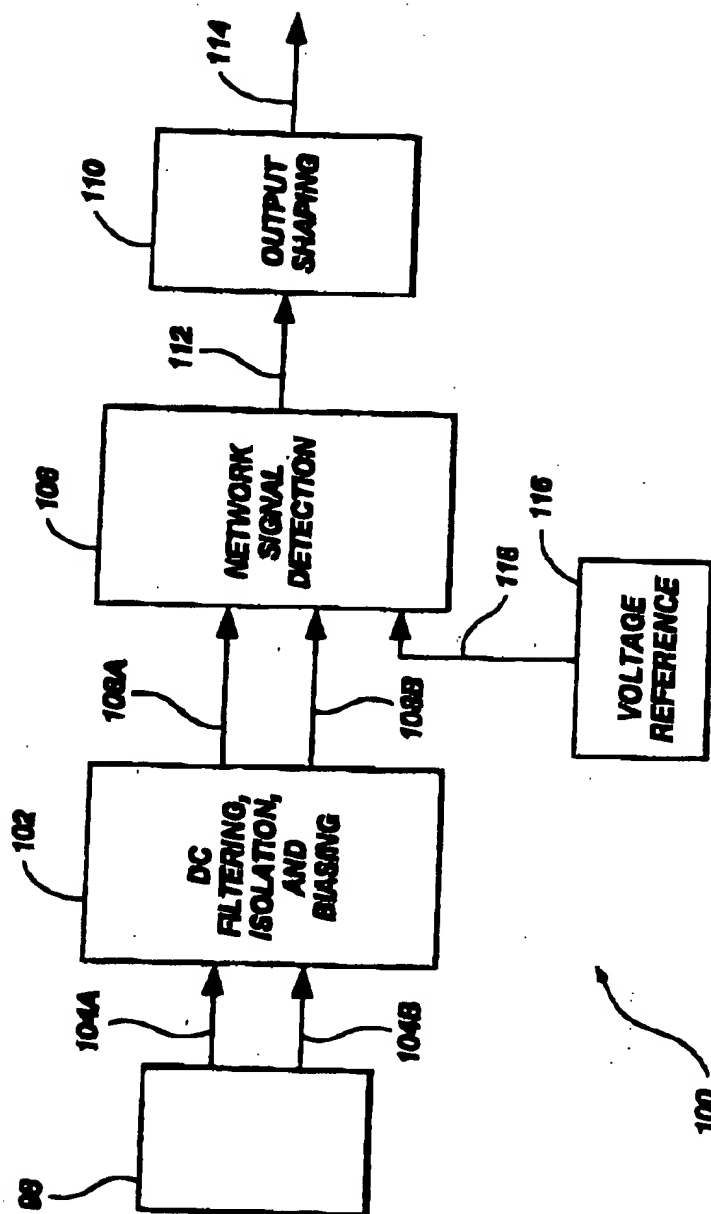 98
104A
104B
102
DC
FILTERING,
ISOLATION,
AND
BIASING
108A
108B
106
NETWORK
SIGNAL
DETECTION
112
110
OUTPUT
SHAPING
114
118
116
VOLTAGE
REFERENCE
100